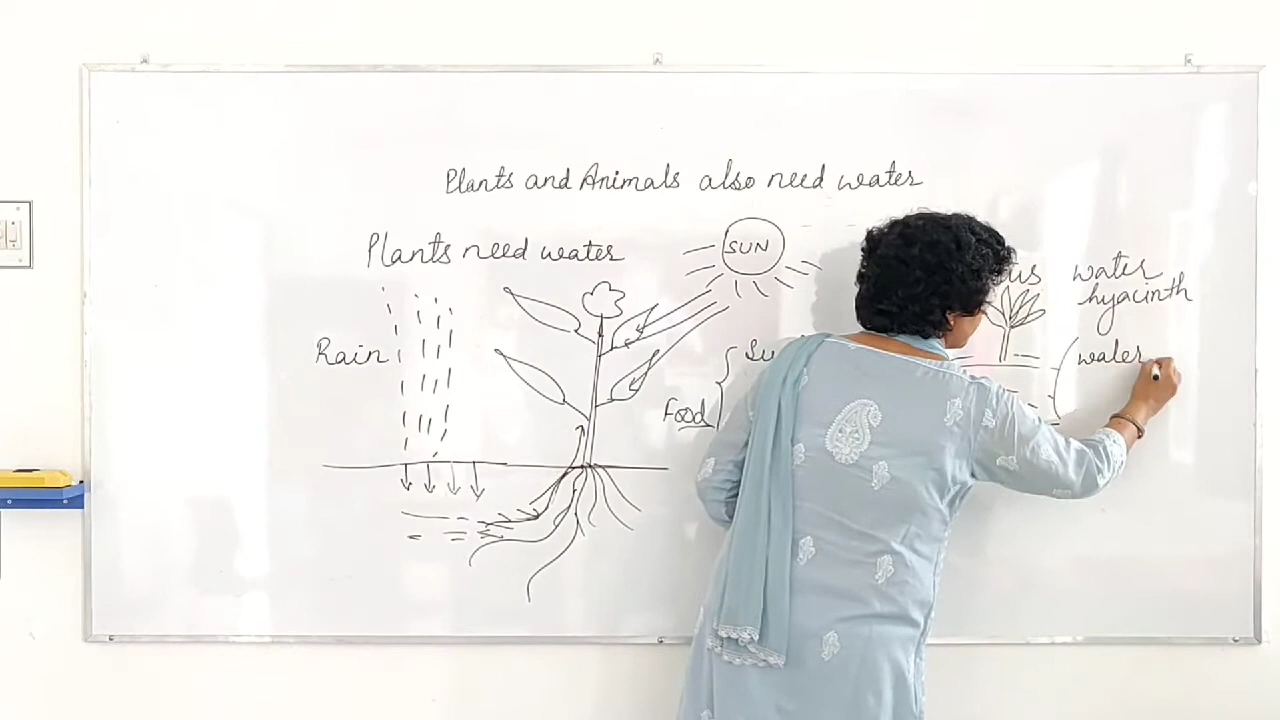 Plants and Animals also need water
Plants need water
SUN
Rain
Food
water
hyacinth
water